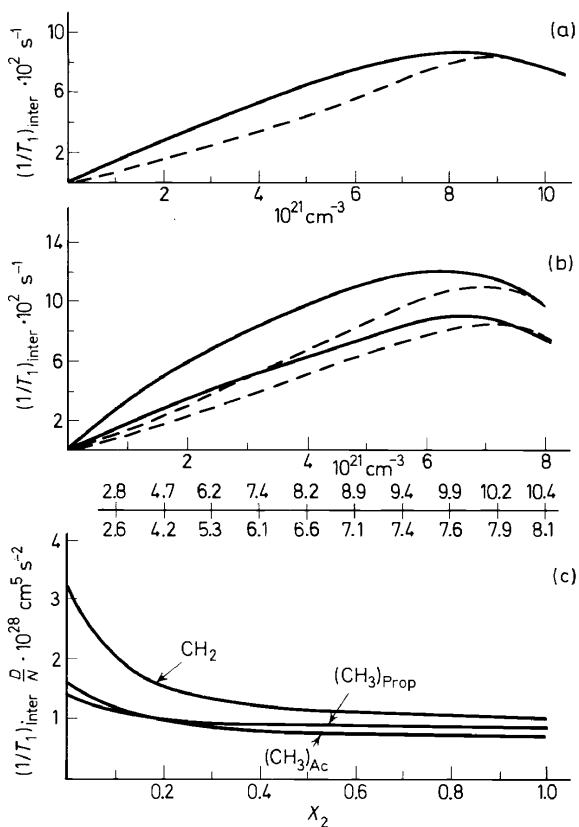 (a)
(1/T₁)inter · 10² s⁻¹
10
8
6
4
2
2 4 6 8 10
10²¹ cm⁻³
(b)
(1/T₁)inter · 10² s⁻¹
14
10
6
2
2 4 6 8
10²¹ cm⁻³
2.8 4.7 6.2 7.4 8.2 8.9 9.4 9.9 10.2 10.4
2.6 4.2 5.3 6.1 6.6 7.1 7.4 7.6 7.9 8.1
(c)
(1/T₁)inter D/N · 10²⁸ cm⁵ s⁻²
4
3
2
1
CH₂
(CH₃)Prop
(CH₃)Ac
0.2 0.4 0.6 0.8 1.0
X₂